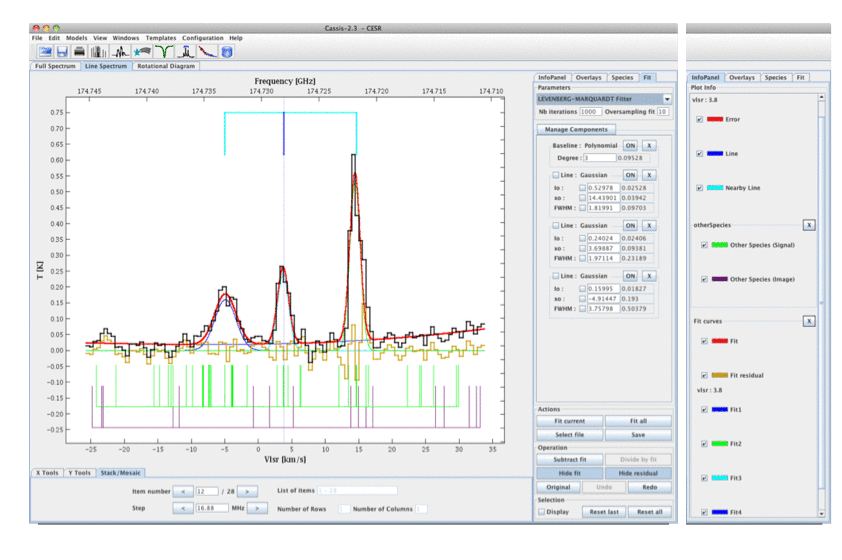 Cassis-2.3 - CESR
File Edit Models View Windows Templates Configuration Help
Full Spectrum Line Spectrum Rotational Diagram
Frequency [GHz]
174.745 174.740 174.735 174.730 174.725 174.720 174.715 174.710
0.75
0.70
0.65
0.60
0.55
0.50
0.45
0.40
0.35
0.30
0.25
0.20
0.15
0.10
0.05
0.00
-0.05
-0.10
-0.15
-0.20
-0.25
T [K]
-25 -20 -15 -10 -5 0 5 10 15 20 25 30 35
Vlsr [km/s]
X Tools Y Tools Stack/Mosaic
Item number < 12 / 28 > List of items 1 - 28
Step < 16.88 MHz > Number of Rows Number of Columns
InfoPanel Overlays Species Fit
Parameters
LEVENBERG-MARQUARDT Fitter
Nb iterations 1000 Oversampling fit 10
Manage Components
Baseline : Polynomial ON X
Degree : 3 0.09528
Line : Gaussian ON X
Io : 0.52978 0.02528
xo : 14.43901 0.03942
FWHM : 1.81991 0.09703
Line : Gaussian ON X
Io : 0.24024 0.02406
xo : 3.69887 0.09381
FWHM : 1.97114 0.23189
Line : Gaussian ON X
Io : 0.15995 0.01827
xo : -4.91447 0.193
FWHM : 3.75798 0.50379
Actions
Fit current Fit all
Select file Save
Operation
Subtract fit Divide by fit
Hide fit Hide residual
Original Undo Redo
Selection
Display Reset last Reset all
InfoPanel Overlays Species Fit
Plot Info
vlsr : 3.8
Error
Line
Nearby Line
otherSpecies X
Other Species (Signal)
Other Species (Image)
Fit curves X
Fit
Fit residual
vlsr : 3.8
Fit1
Fit2
Fit3
Fit4